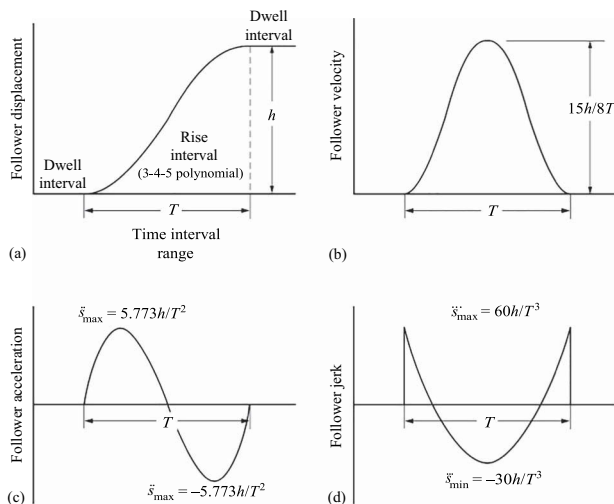 Dwell
interval
Follower displacement
h
Rise
interval
(3-4-5 polynomial)
Dwell
interval
T
Time interval
range
(a)
Follower velocity
15h/8T
T
(b)
s̈max = 5.773h/T²
Follower acceleration
T
s̈max = –5.773h/T²
(c)
s⃛max = 60h/T³
Follower jerk
T
s⃛min = –30h/T³
(d)